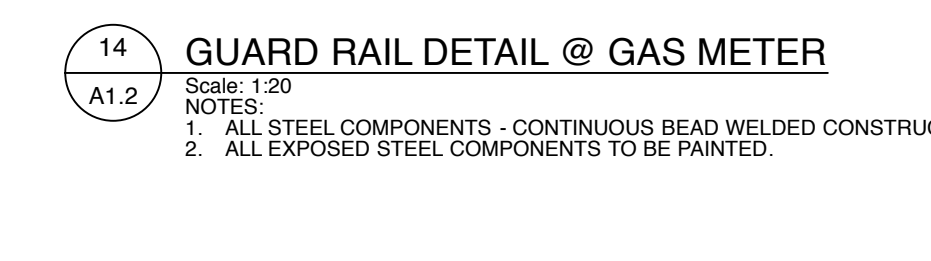 14
GUARD RAIL DETAIL @ GAS METER
A1.2
Scale: 1:20
NOTES:
1. ALL STEEL COMPONENTS - CONTINUOUS BEAD WELDED
2. ALL EXPOSED STEEL COMPONENTS TO BE PAINTED.